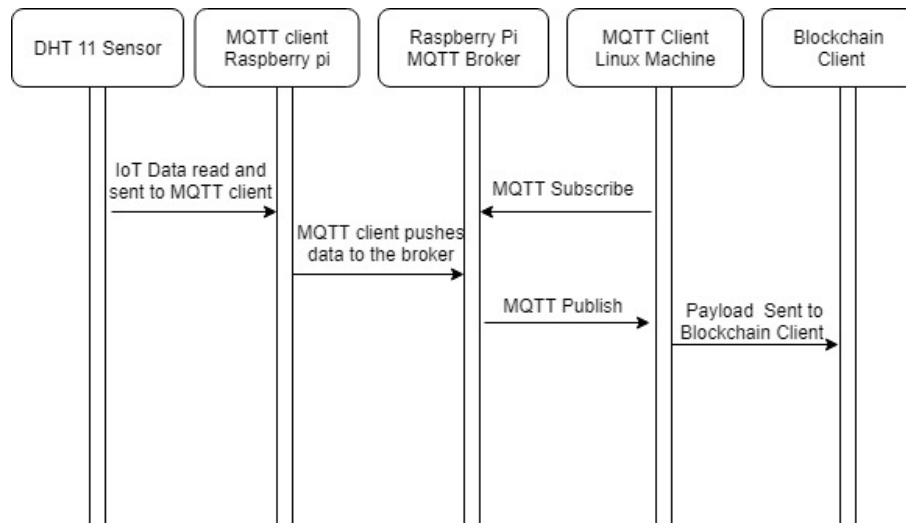 DHT 11 Sensor
MQTT client
Raspberry pi
Raspberry Pi
MQTT Broker
MQTT Client
Linux Machine
Blockchain
Client
IoT Data read and
sent to MQTT client
MQTT Subscribe
MQTT client pushes
data to the broker
MQTT Publish
Payload Sent to
Blockchain Client